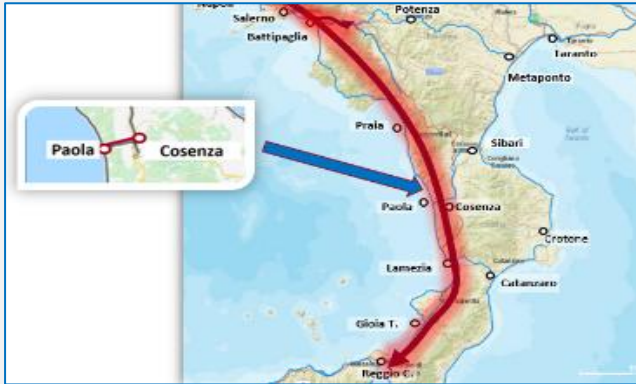 Salerno
Potenza
Battipaglia
Taranto
Metaponto
Praia
Sibari
Paola
Cosenza
Paola
Cosenza
Crotone
Lamezia
Catanzaro
Gioia T.
Reggio C.